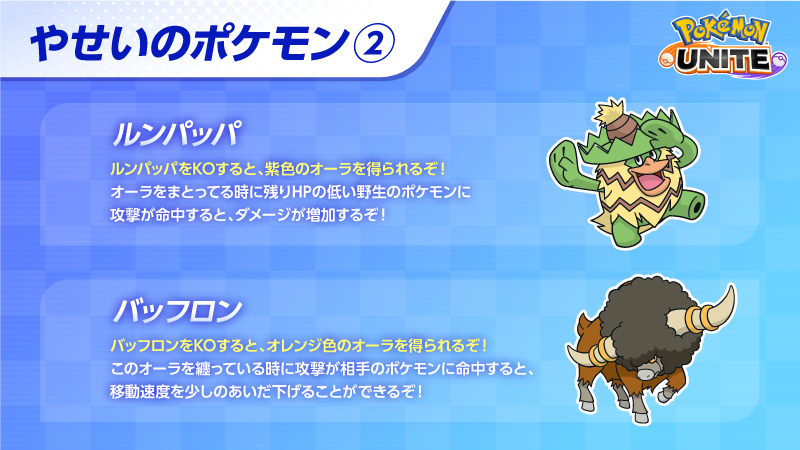 やせいのポケモン②
Pokémon
UNITE
ルンパッパ
ルンパッパをKOすると、紫色のオーラを得られるぞ！
オーラをまとってる時に残りHPの低い野生のポケモンに
攻撃が命中すると、ダメージが増加するぞ！
バッフロン
バッフロンをKOすると、オレンジ色のオーラを得られるぞ！
このオーラを纏っている時に攻撃が相手のポケモンに命中すると、
移動速度を少しのあいだ下げることができるぞ！